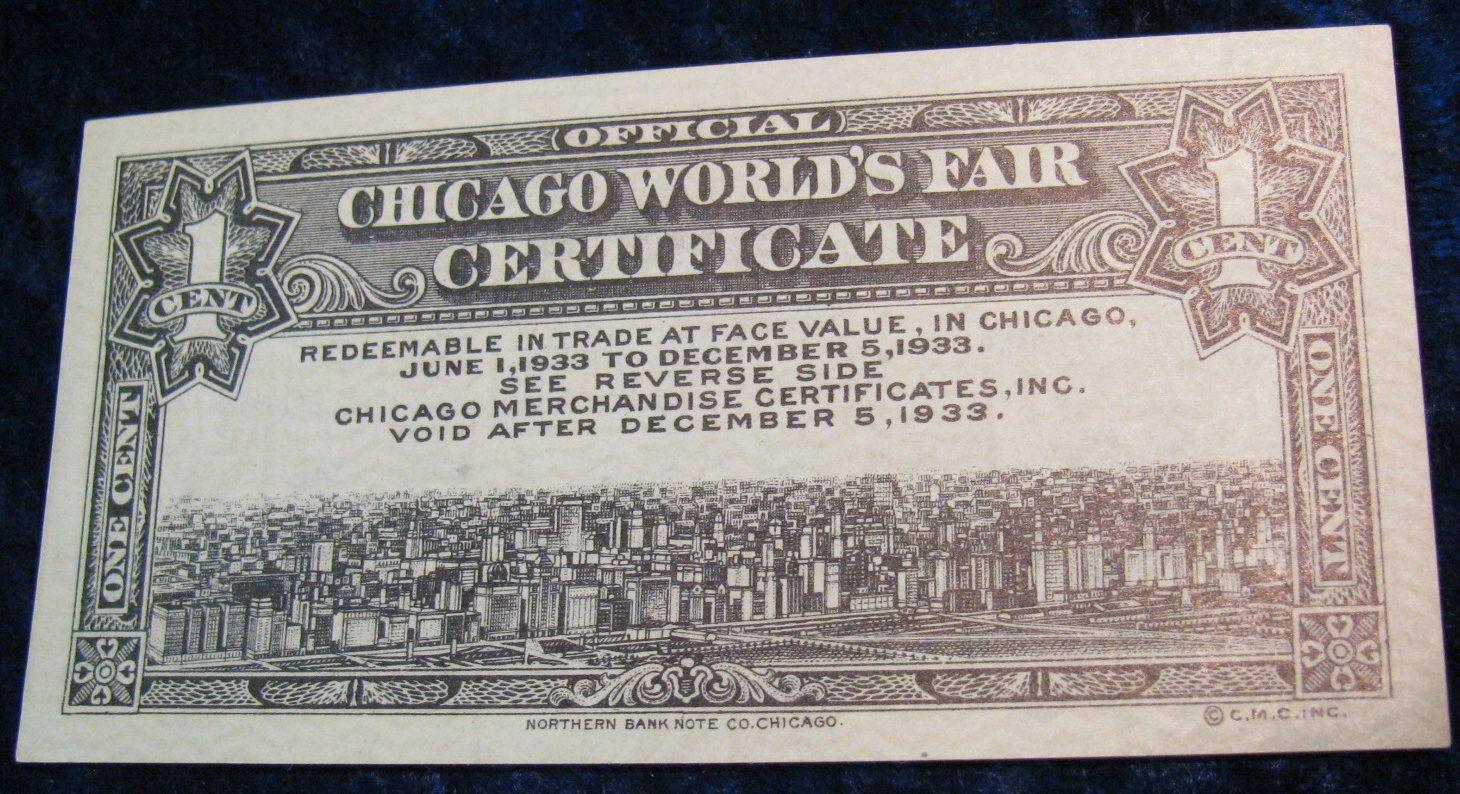 OFFICIAL
CHICAGO WORLD'S FAIR
CERTIFICATE
1
CENT
1
CENT
REDEEMABLE IN TRADE AT FACE VALUE, IN CHICAGO,
JUNE 1, 1933 TO DECEMBER 5, 1933.
SEE REVERSE SIDE
CHICAGO MERCHANDISE CERTIFICATES, INC.
VOID AFTER DECEMBER 5, 1933.
ONE CENT
ONE CENT
NORTHERN BANK NOTE CO. CHICAGO.
© C.M.C. INC.